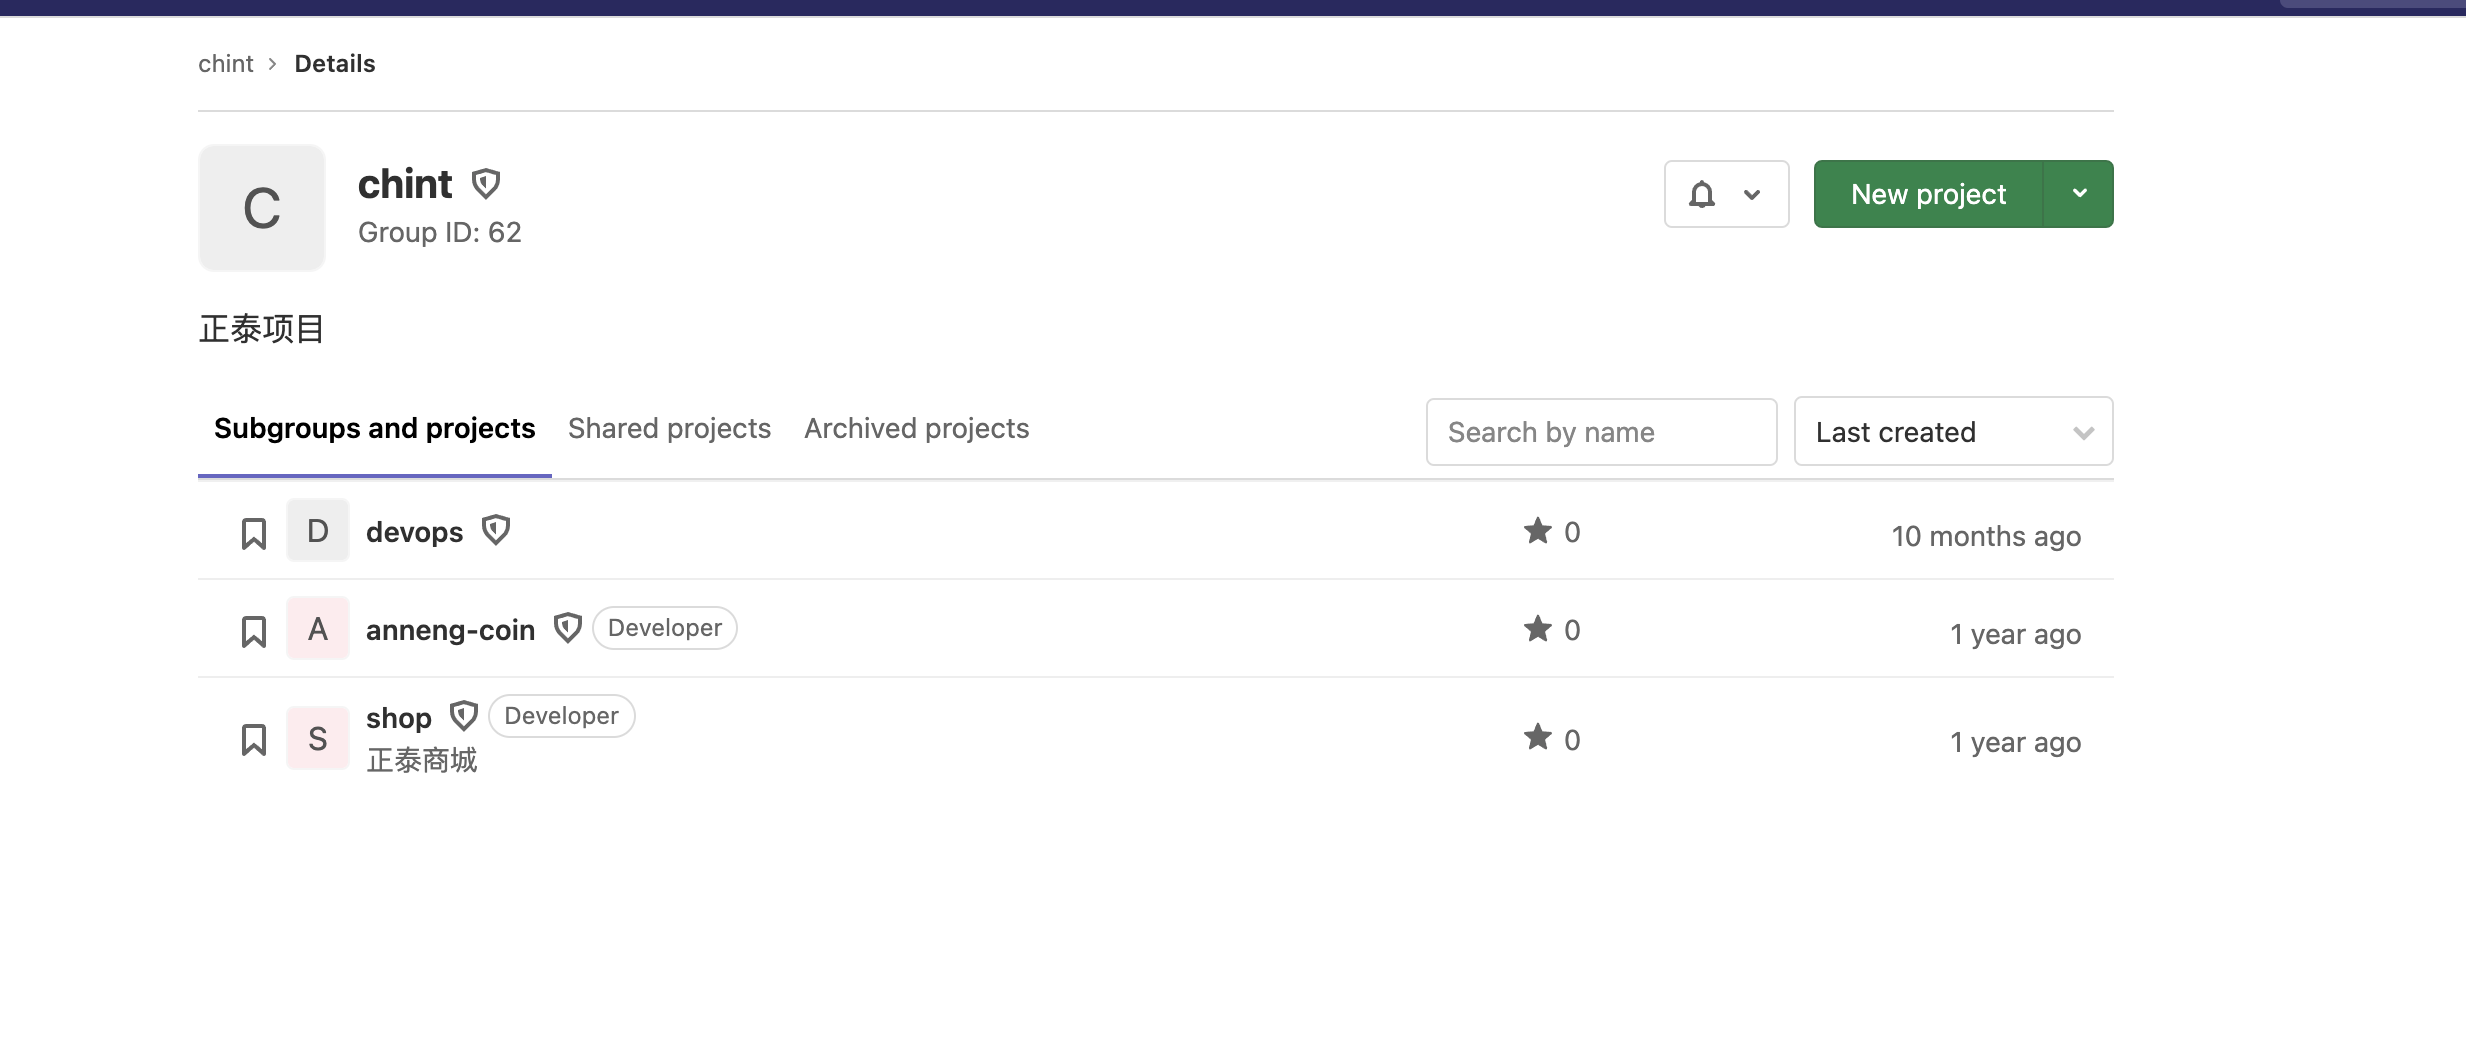 chint > Details
C
chint
Group ID: 62
New project
正泰项目
Subgroups and projects Shared projects Archived projects Search by name Last created
D devops 0 10 months ago
A anneng-coin Developer 0 1 year ago
S shop Developer 0 1 year ago
正泰商城